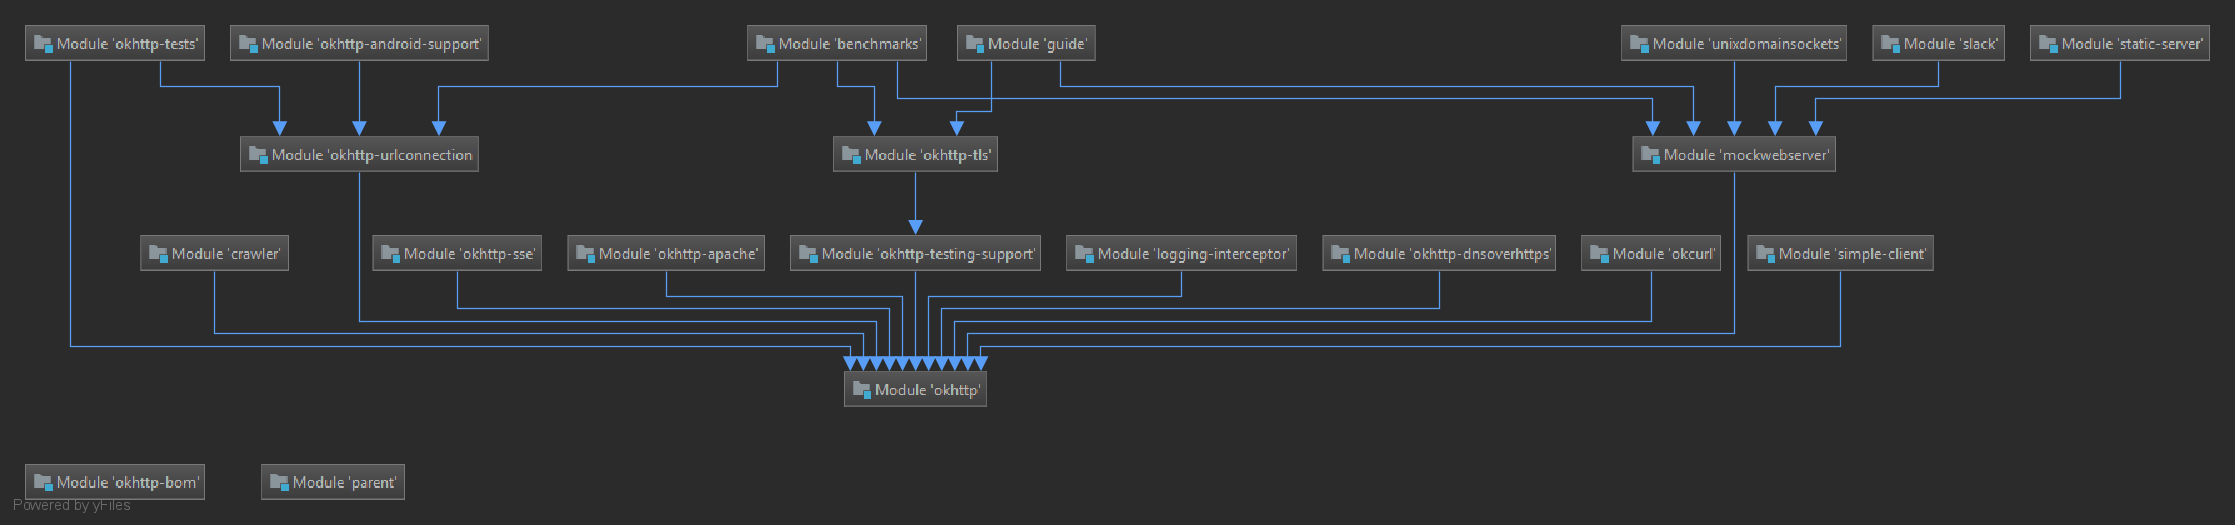 Module 'okhttp-tests'
Module 'okhttp-android-support'
Module 'benchmarks'
Module 'guide'
Module 'unixdomainsockets'
Module 'slack'
Module 'static-server'
Module 'okhttp-urlconnection
Module 'okhttp-tls'
Module 'mockwebserver'
Module 'crawler'
Module 'okhttp-sse'
Module 'okhttp-apache'
Module 'okhttp-testing-support'
Module 'logging-interceptor'
Module 'okhttp-dnsoverhttps'
Module 'okcurl'
Module 'simple-client'
Module 'okhttp'
Module 'okhttp-bom'
Module 'parent'
Powered by yFiles